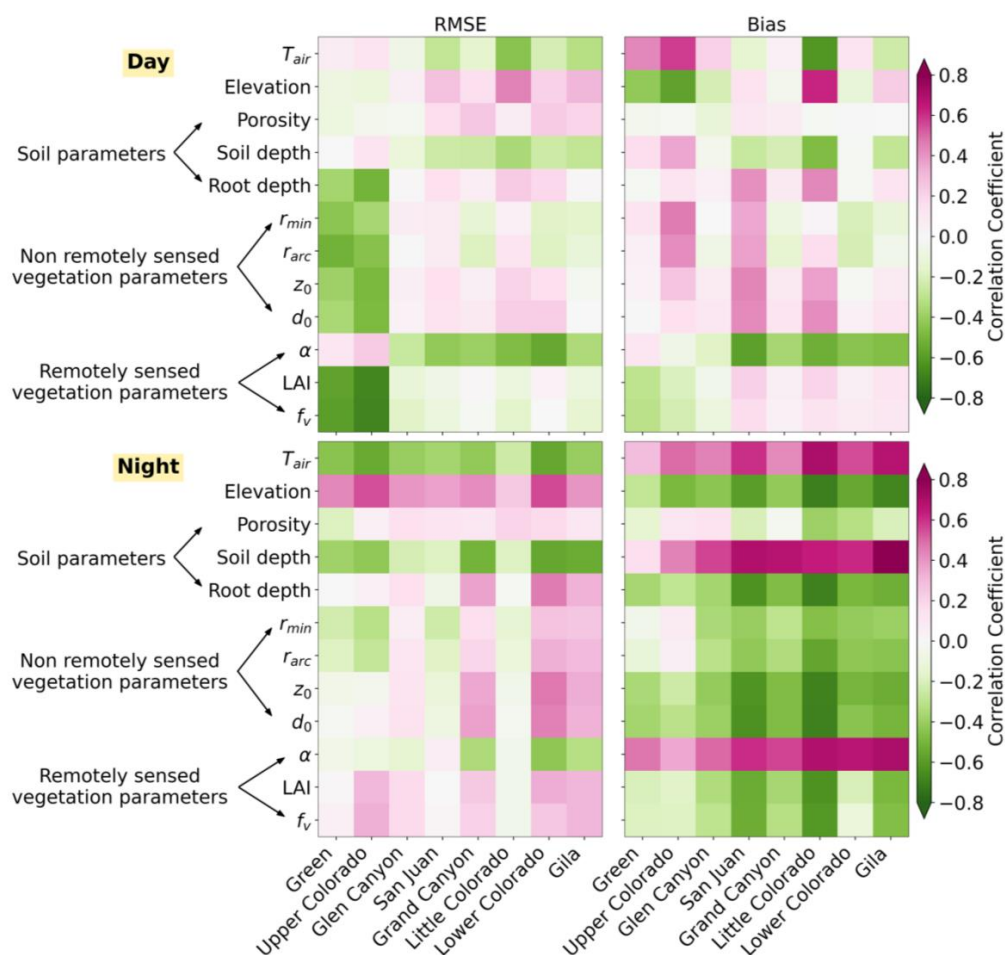 RMSE
Bias
Day
T_air
Elevation
Porosity
Soil parameters
Soil depth
Root depth
r_min
Non remotely sensed
vegetation parameters
r_arc
z_0
d_0
α
Remotely sensed
vegetation parameters
LAI
f_v
0.8
0.6
0.4
0.2
0.0
−0.2
−0.4
−0.6
−0.8
Correlation Coefficient
Night
T_air
Elevation
Porosity
Soil parameters
Soil depth
Root depth
r_min
Non remotely sensed
vegetation parameters
r_arc
z_0
d_0
α
Remotely sensed
vegetation parameters
LAI
f_v
0.8
0.6
0.4
0.2
0.0
−0.2
−0.4
−0.6
−0.8
Correlation Coefficient
Green
Upper Colorado
Glen Canyon
San Juan
Grand Canyon
Little Colorado
Lower Colorado
Gila
Green
Upper Colorado
Glen Canyon
San Juan
Grand Canyon
Little Colorado
Lower Colorado
Gila